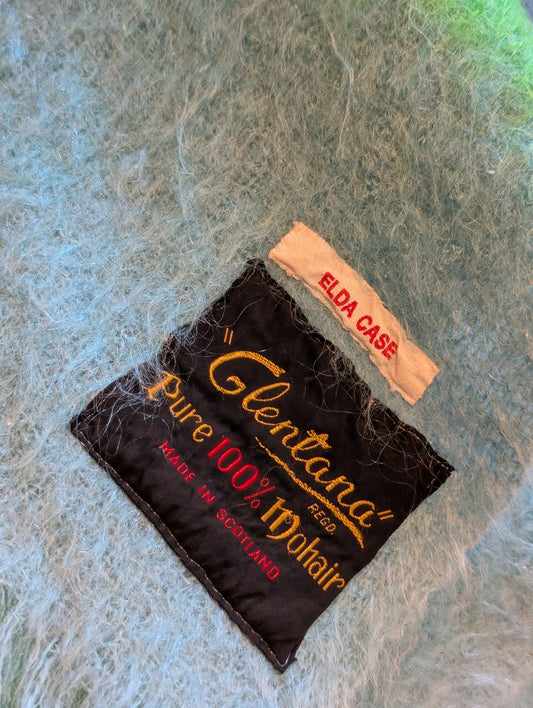 ELDA CASE
"Glentana"
REGD.
Pure 100% Mohair
MADE IN SCOTLAND